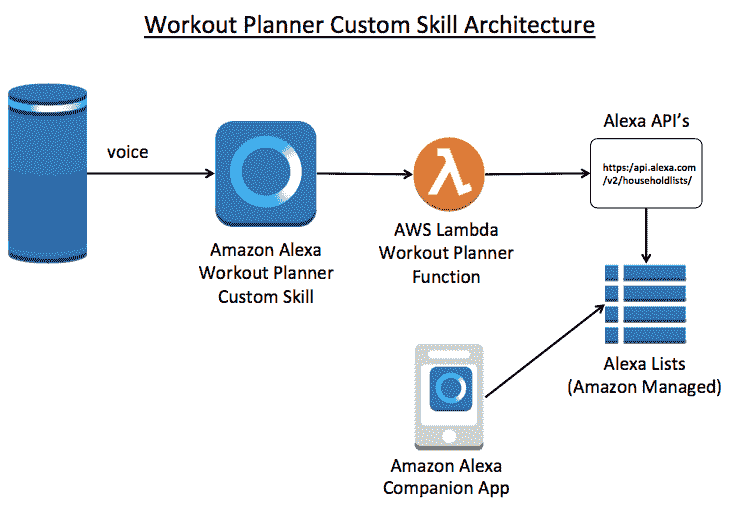 Workout Planner Custom Skill Architecture
voice
Amazon Alexa
Workout Planner
Custom Skill
λ
AWS Lambda
Workout Planner
Function
Alexa API's
https:/api.alexa.com
/v2/householdlists/
Alexa Lists
(Amazon Managed)
Amazon Alexa
Companion App